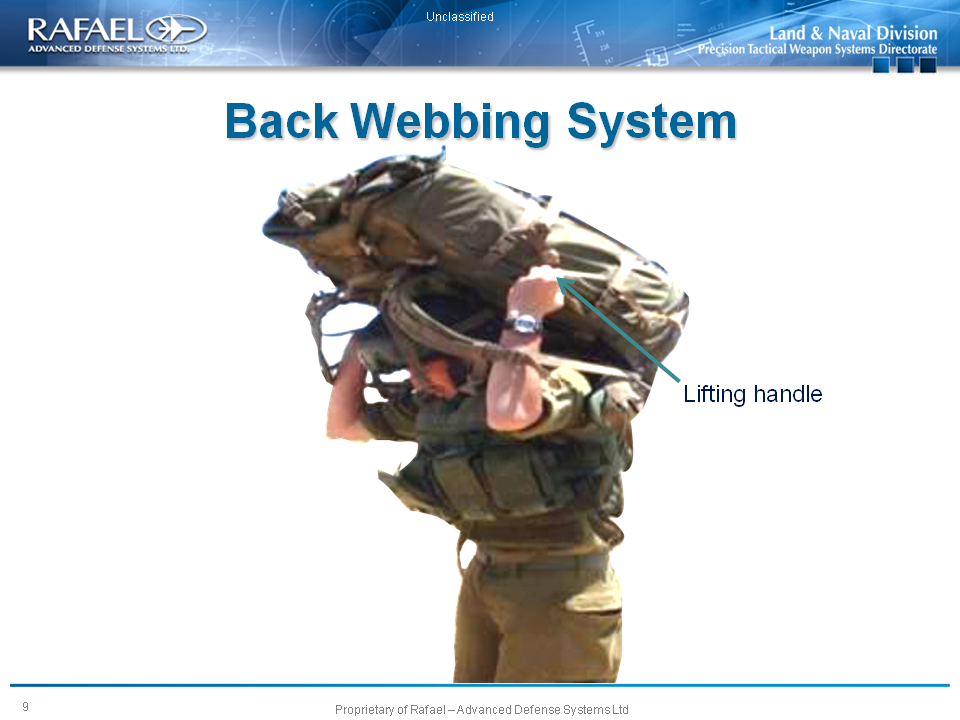 Unclassified
RAFAEL
ADVANCED DEFENSE SYSTEMS LTD.
Land & Naval Division
Precision Tactical Weapon Systems Directorate
Back Webbing System
Lifting handle
9
Proprietary of Rafael – Advanced Defense Systems Ltd